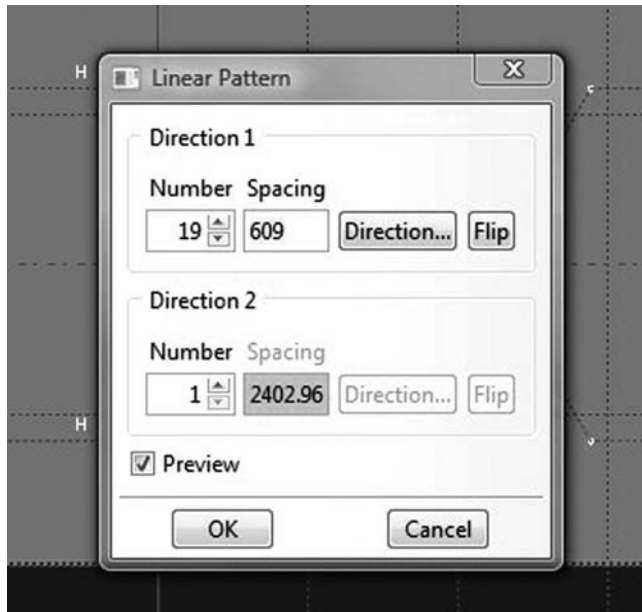 H
Linear Pattern
Direction 1
Number Spacing
19 609 Direction... Flip
Direction 2
Number Spacing
1 2402.96 Direction... Flip
H
Preview
OK Cancel